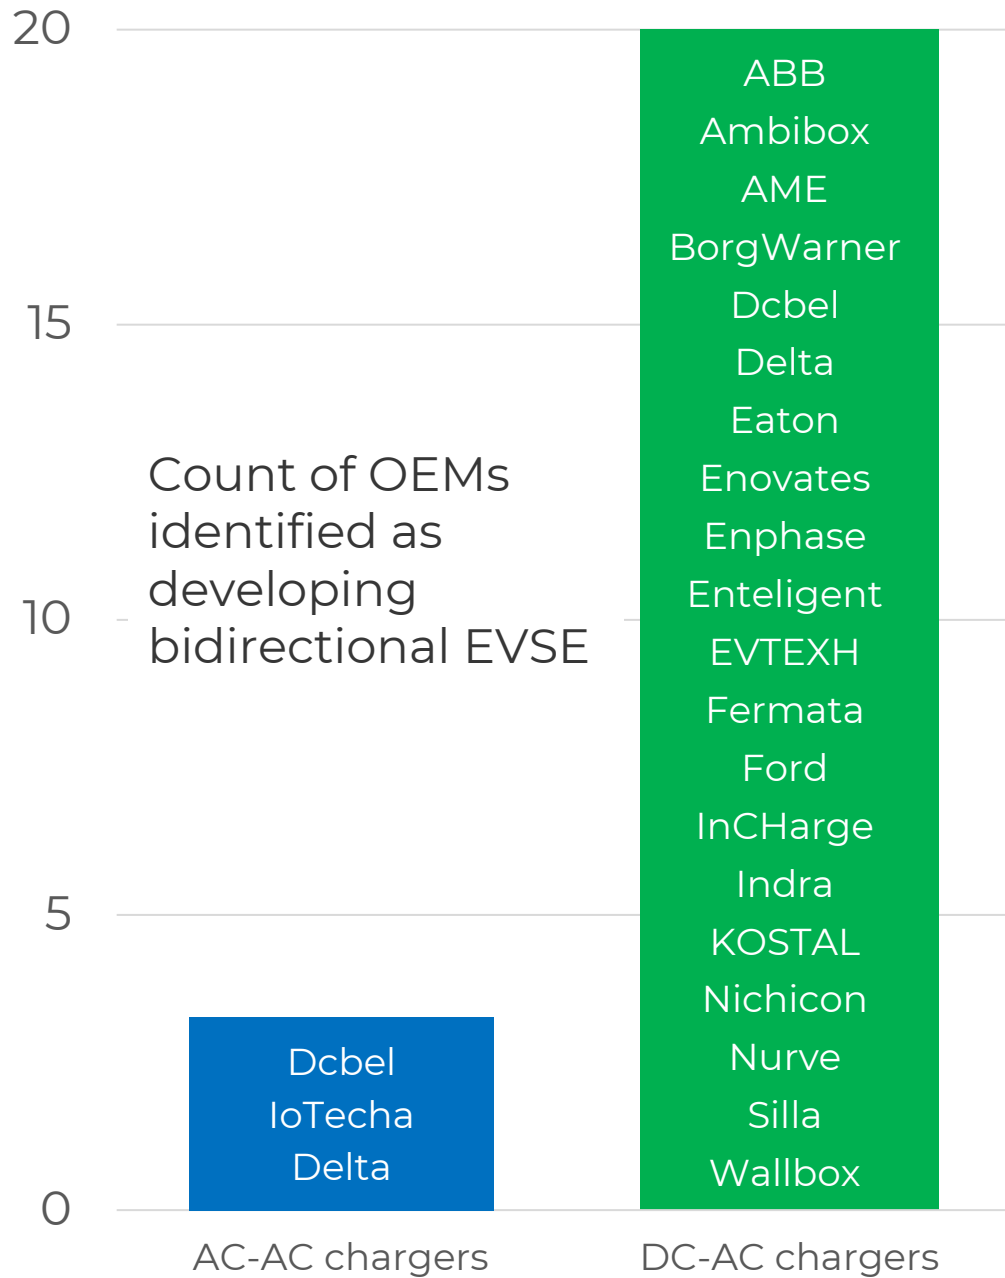 20
15
10
5
0
Count of OEMs
identified as
developing
bidirectional EVSE
Dcbel
IoTecha
Delta
ABB
Ambibox
AME
BorgWarner
Dcbel
Delta
Eaton
Enovates
Enphase
Enteligent
EVTEXH
Fermata
Ford
InCHarge
Indra
KOSTAL
Nichicon
Nurve
Silla
Wallbox
AC-AC chargers
DC-AC chargers